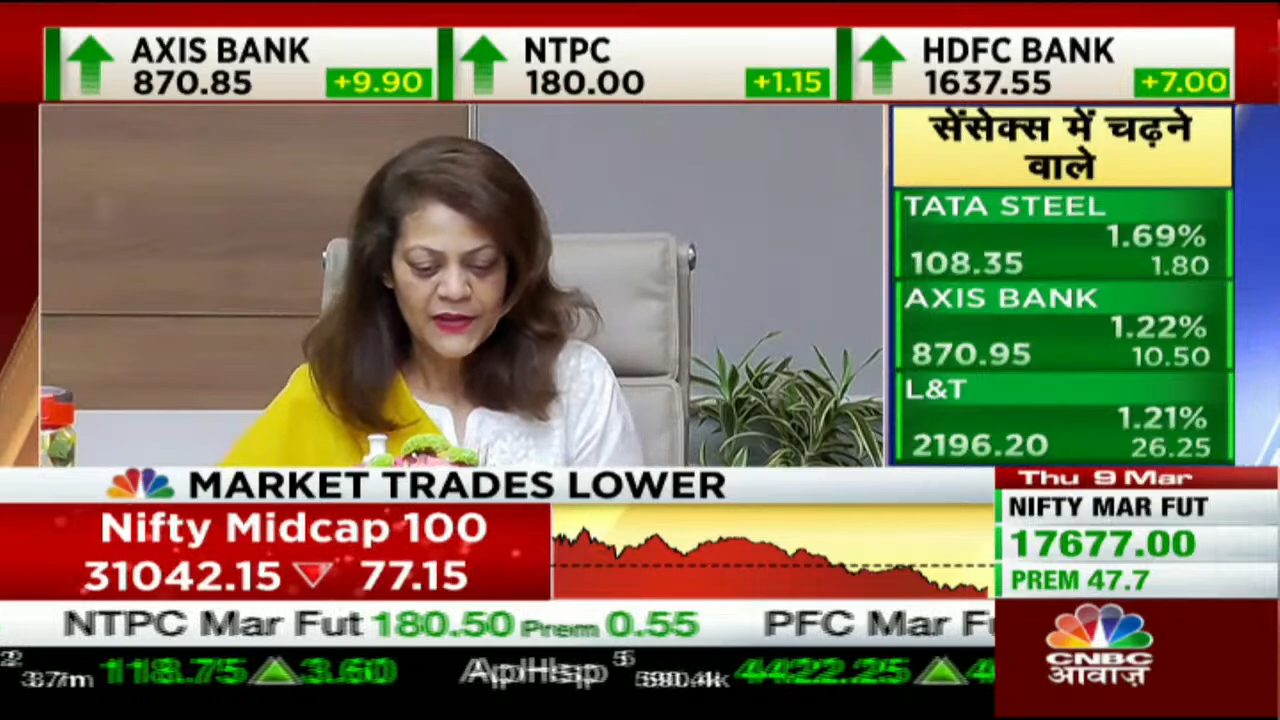 AXIS BANK
870.85 +9.90
NTPC
180.00 +1.15
HDFC BANK
1637.55 +7.00
सेंसेक्स में चढ़ने
वाले
TATA STEEL
1.69%
108.35 1.80
AXIS BANK
1.22%
870.95 10.50
L&T
1.21%
2196.20 26.25
MARKET TRADES LOWER
Nifty Midcap 100
31042.15 77.15
Thu 9 Mar
NIFTY MAR FUT
17677.00
PREM 47.7
NTPC Mar Fut 180.50 Prem 0.55 PFC Mar
CNBC
आवाज़
118.75 3.60 4422.25